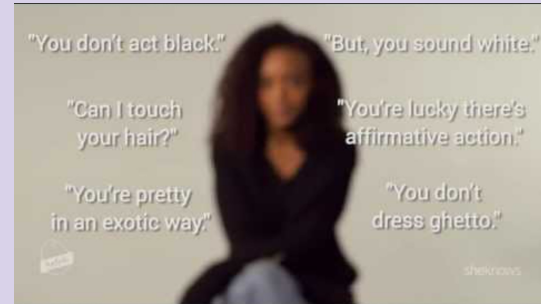 "You don't act black."
"But, you sound white."
"Can I touch
your hair?"
"You're lucky there's
affirmative action."
"You're pretty
in an exotic way."
"You don't
dress ghetto."
sheknows